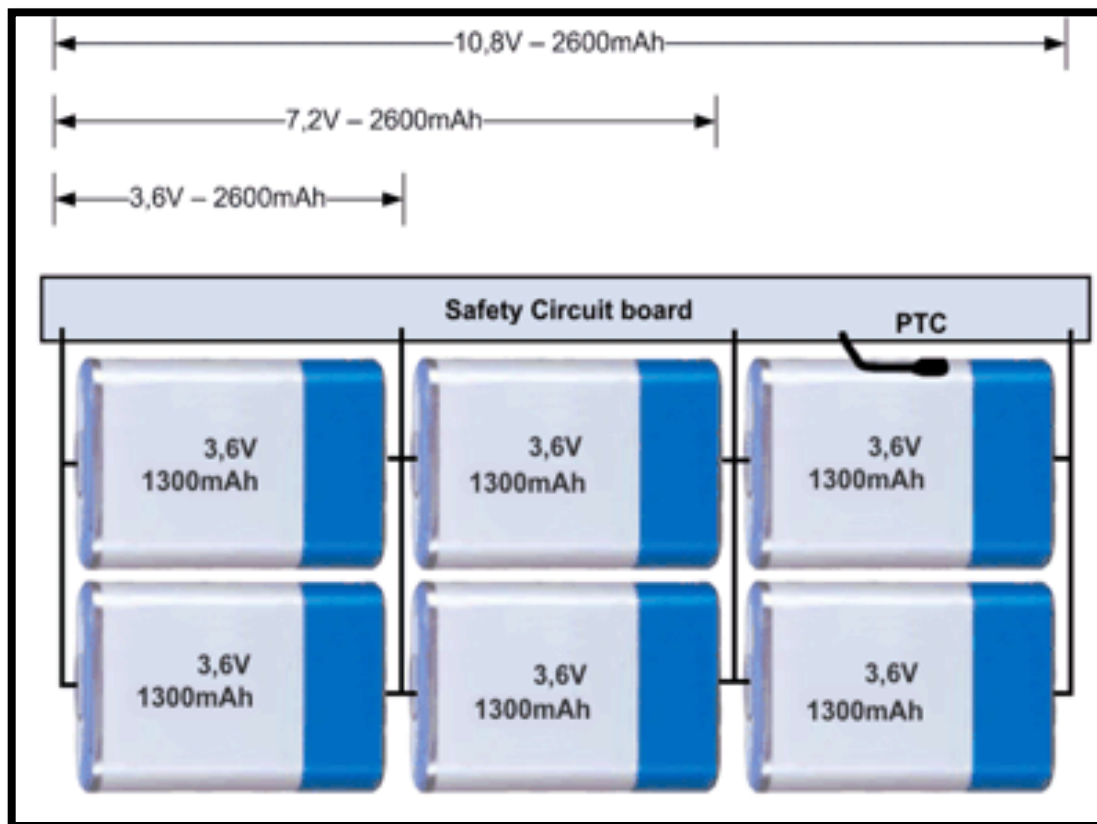 10,8V – 2600mAh
7,2V – 2600mAh
3,6V – 2600mAh
Safety Circuit board
PTC
3,6V
1300mAh
3,6V
1300mAh
3,6V
1300mAh
3,6V
1300mAh
3,6V
1300mAh
3,6V
1300mAh